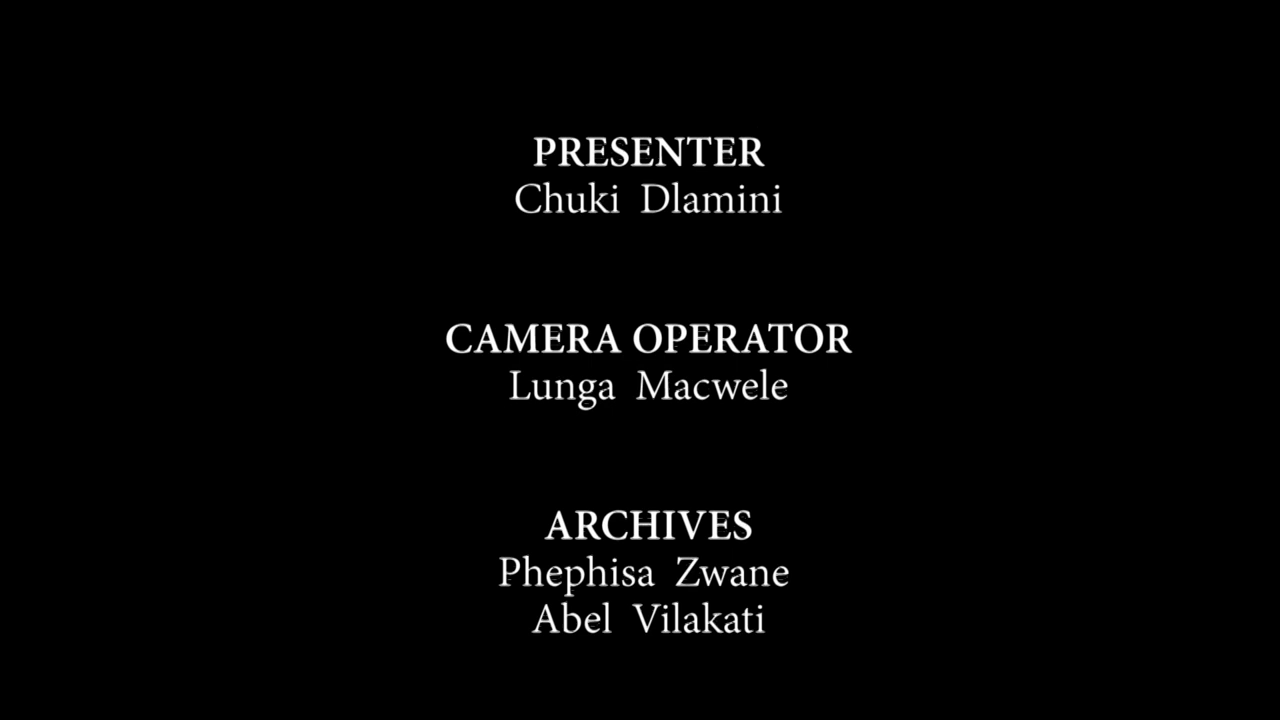 PRESENTER
Chuki Dlamini
CAMERA OPERATOR
Lunga Macwele
ARCHIVES
Phephisa Zwane
Abel Vilakati